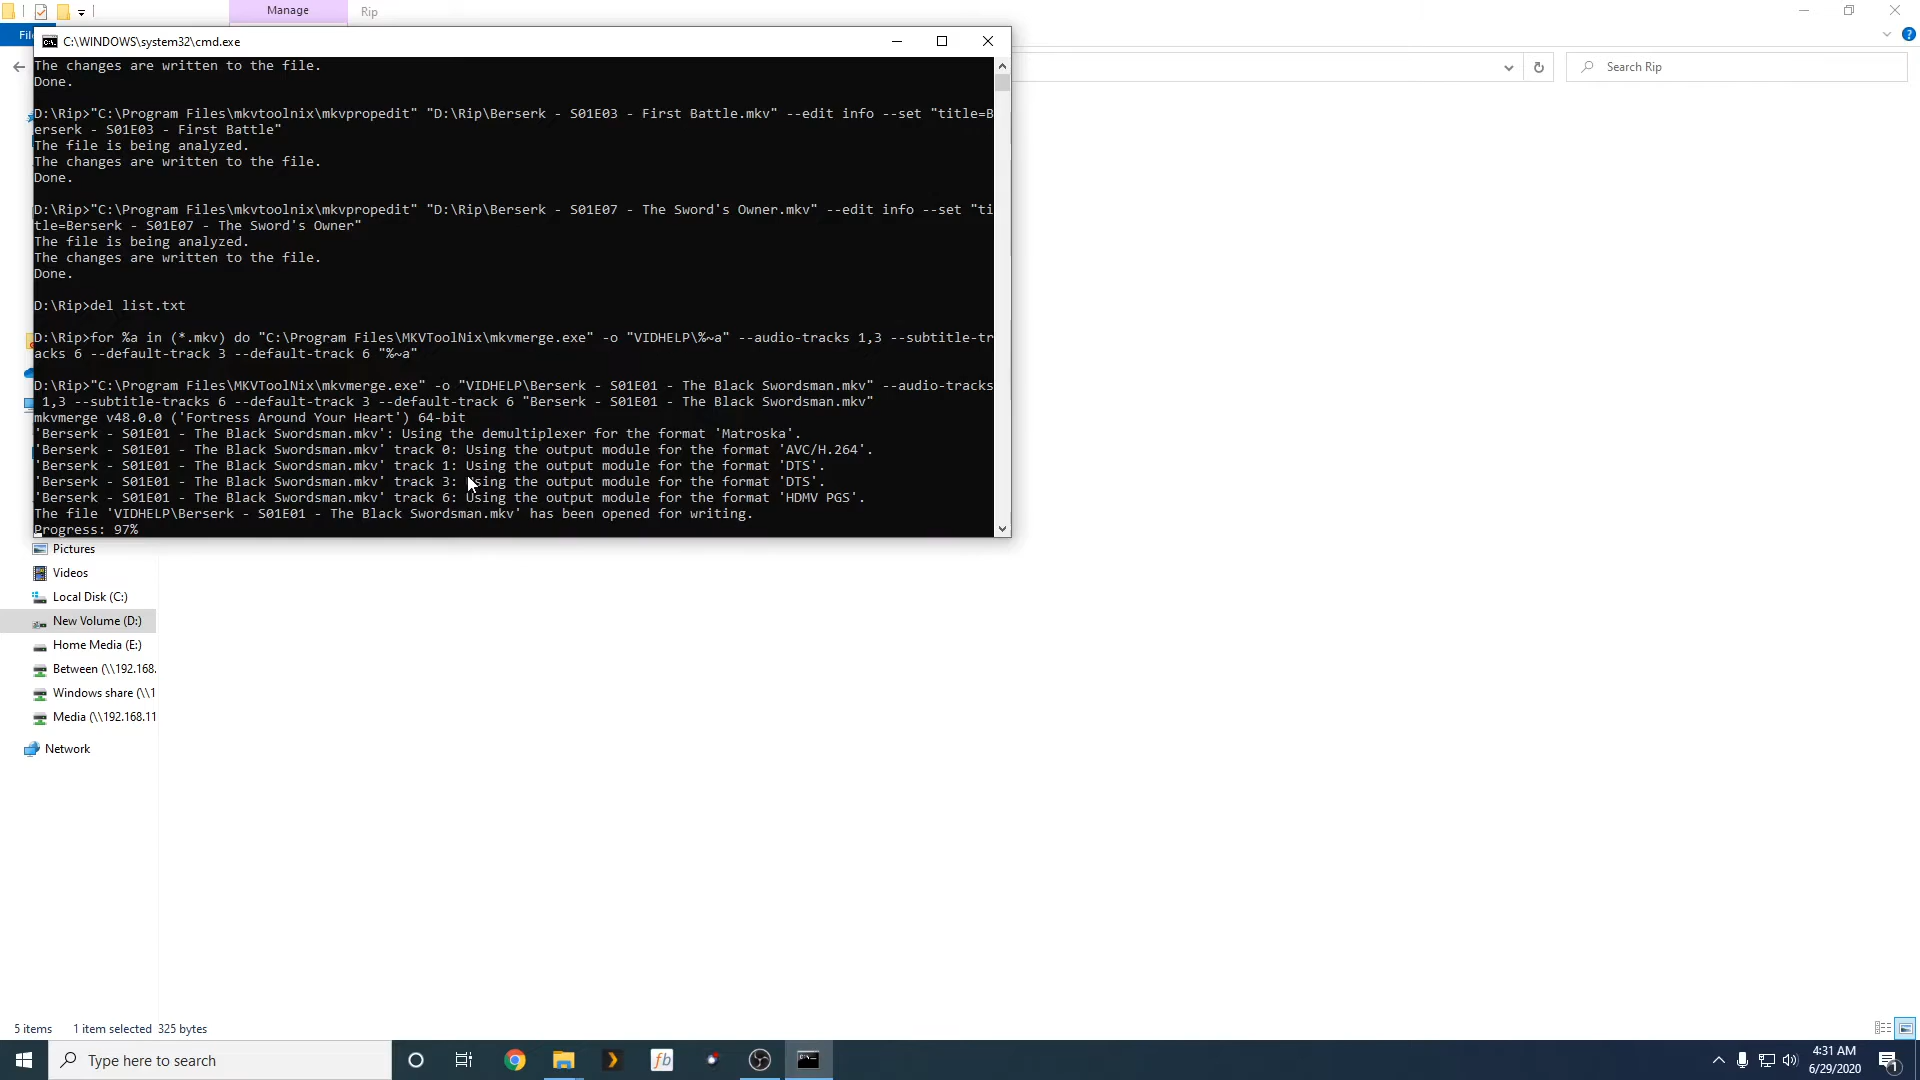 Manage
Rip
Fil
C:\WINDOWS\system32\cmd.exe
Search Rip
The changes are written to the file.
Done.
D:\Rip>"C:\Program Files\mkvtoolnix\mkvpropedit" "D:\Rip\Berserk - S01E03 - First Battle.mkv" --edit info --set "title=B
erserk - S01E03 - First Battle"
The file is being analyzed.
The changes are written to the file.
Done.
D:\Rip>"C:\Program Files\mkvtoolnix\mkvpropedit" "D:\Rip\Berserk - S01E07 - The Sword's Owner.mkv" --edit info --set "ti
tle=Berserk - S01E07 - The Sword's Owner"
The file is being analyzed.
The changes are written to the file.
Done.
D:\Rip>del list.txt
D:\Rip>for %a in (*.mkv) do "C:\Program Files\MKVToolNix\mkvmerge.exe" -o "VIDHELP\%~a" --audio-tracks 1,3 --subtitle-tr
acks 6 --default-track 3 --default-track 6 "%~a"
D:\Rip>"C:\Program Files\MKVToolNix\mkvmerge.exe" -o "VIDHELP\Berserk - S01E01 - The Black Swordsman.mkv" --audio-tracks
1,3 --subtitle-tracks 6 --default-track 3 --default-track 6 "Berserk - S01E01 - The Black Swordsman.mkv"
mkvmerge v48.0.0 ('Fortress Around Your Heart') 64-bit
'Berserk - S01E01 - The Black Swordsman.mkv': Using the demultiplexer for the format 'Matroska'.
'Berserk - S01E01 - The Black Swordsman.mkv' track 0: Using the output module for the format 'AVC/H.264'.
'Berserk - S01E01 - The Black Swordsman.mkv' track 1: Using the output module for the format 'DTS'.
'Berserk - S01E01 - The Black Swordsman.mkv' track 3: Using the output module for the format 'DTS'.
'Berserk - S01E01 - The Black Swordsman.mkv' track 6: Using the output module for the format 'HDMV PGS'.
The file 'VIDHELP\Berserk - S01E01 - The Black Swordsman.mkv' has been opened for writing.
Progress: 97%
Pictures
Videos
Local Disk (C:)
New Volume (D:)
Home Media (E:)
Between (\\192.168.
Windows share (\\1
Media (\\192.168.11
Network
5 items 1 item selected 325 bytes
Type here to search
fb
4:31 AM
6/29/2020
1